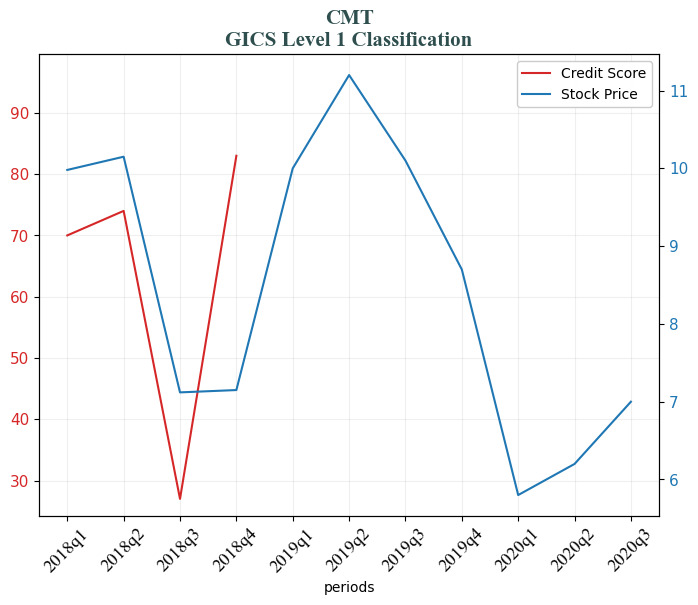 CMT
GICS Level 1 Classification
Credit Score
Stock Price
90
80
70
60
50
40
30
11
10
9
8
7
6
2018q1
2018q2
2018q3
2018q4
2019q1
2019q2
2019q3
2019q4
2020q1
2020q2
2020q3
periods